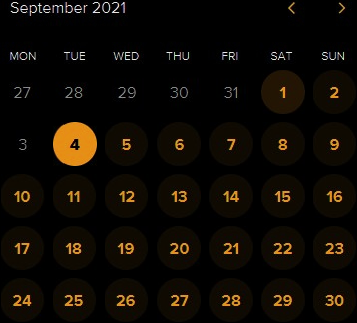 September 2021
MON TUE WED THU FRI SAT SUN
27 28 29 30 31 1 2
3 4 5 6 7 8 9
10 11 12 13 14 15 16
17 18 19 20 21 22 23
24 25 26 27 28 29 30